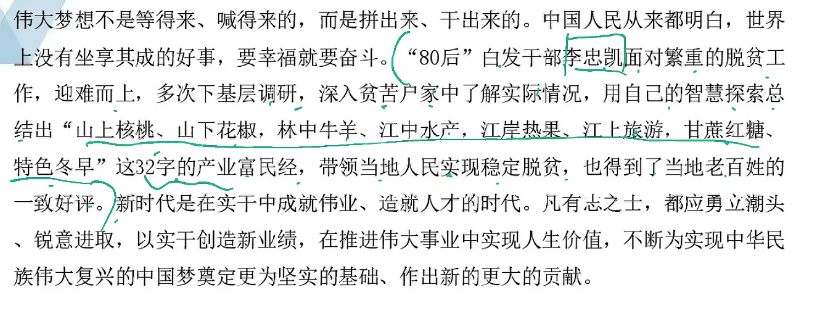 伟大梦想不是等得来、喊得来的，而是拼出来、干出来的。中国人民从来都明白，世界
上没有坐享其成的好事，要幸福就要奋斗。“80后”白发干部李忠凯面对繁重的脱贫工
作，迎难而上，多次下基层调研，深入贫苦户家中了解实际情况，用自己的智慧探索总
结出“山上核桃、山下花椒，林中牛羊、江中水产，江岸热果、江上旅游，甘蔗红糖、
特色冬早”这32字的产业富民经，带领当地人民实现稳定脱贫，也得到了当地老百姓的
一致好评。新时代是在实干中成就伟业、造就人才的时代。凡有志之士，都应勇立潮头
、锐意进取，以实干创造新业绩，在推进伟大事业中实现人生价值，不断为实现中华民
族伟大复兴的中国梦奠定更为坚实的基础、作出新的更大的贡献。